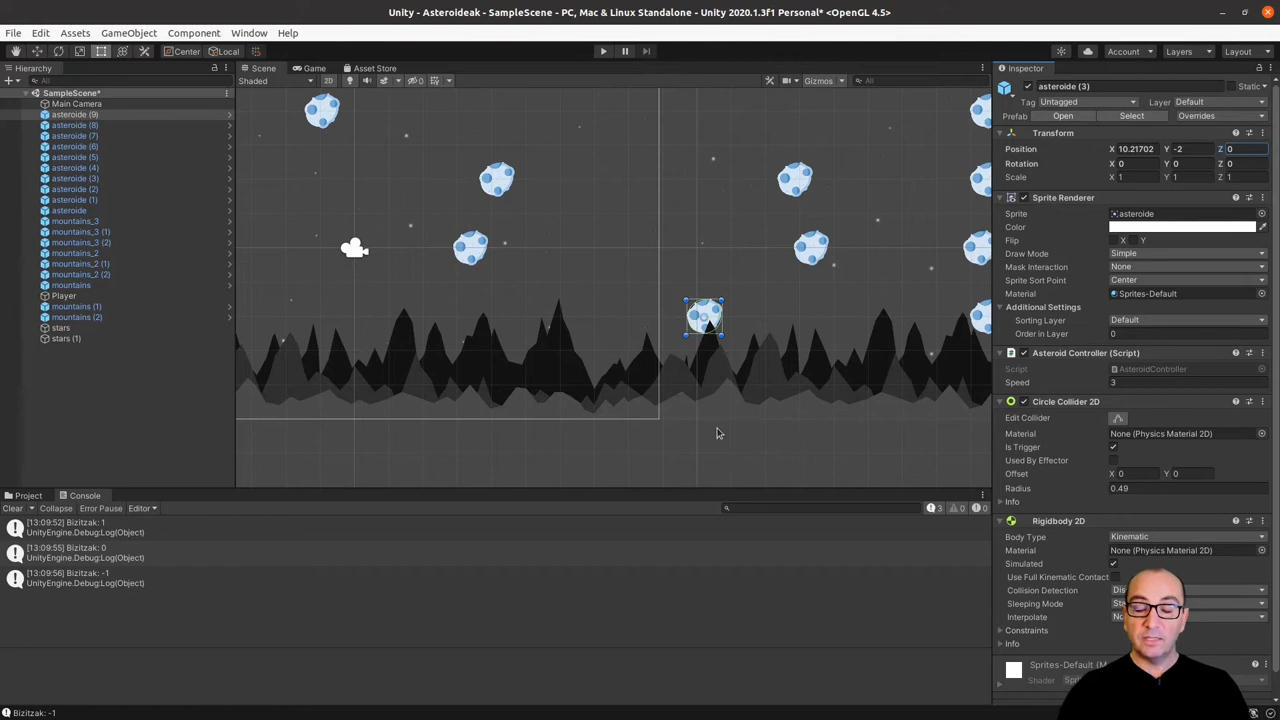 Unity - Asteroideak - SampleScene - PC, Mac & Linux Standalone - Unity 2020.1.3f1 Personal* <OpenGL 4.5>
File Edit Assets GameObject Component Window Help
Center Local Account Layers Layout
Hierarchy
All
SampleScene*
Main Camera
asteroide (9)
asteroide (8)
asteroide (7)
asteroide (6)
asteroide (5)
asteroide (4)
asteroide (3)
asteroide (2)
asteroide (1)
asteroide
mountains_3
mountains_3 (1)
mountains_3 (2)
mountains_2
mountains_2 (1)
mountains_2 (2)
mountains
Player
mountains (1)
mountains (2)
stars
stars (1)
Scene Game Asset Store
Shaded 2D 0 Gizmos All
Inspector
asteroide (3) Static
Tag Untagged Layer Default
Prefab Open Select Overrides
Transform
Position X 10.21702 Y -2 Z 0
Rotation X 0 Y 0 Z 0
Scale X 1 Y 1 Z 1
Sprite Renderer
Sprite asteroide
Color
Flip X Y
Draw Mode Simple
Mask Interaction None
Sprite Sort Point Center
Material Sprites-Default
Additional Settings
Sorting Layer Default
Order in Layer 0
Asteroid Controller (Script)
Script AsteroidController
Speed 3
Circle Collider 2D
Edit Collider
Material None (Physics Material 2D)
Is Trigger
Used By Effector
Offset X 0 Y 0
Radius 0.49
Info
Rigidbody 2D
Body Type Kinematic
Material None (Physics Material 2D)
Simulated
Use Full Kinematic Contact
Collision Detection
Sleeping Mode
Interpolate
Constraints
Info
Sprites-Default
Shader
Project Console
Clear Collapse Error Pause Editor 3 0 0
[13:09:52] Bizitzak: 1
UnityEngine.Debug:Log(Object)
[13:09:55] Bizitzak: 0
UnityEngine.Debug:Log(Object)
[13:09:56] Bizitzak: -1
UnityEngine.Debug:Log(Object)
Bizitzak: -1